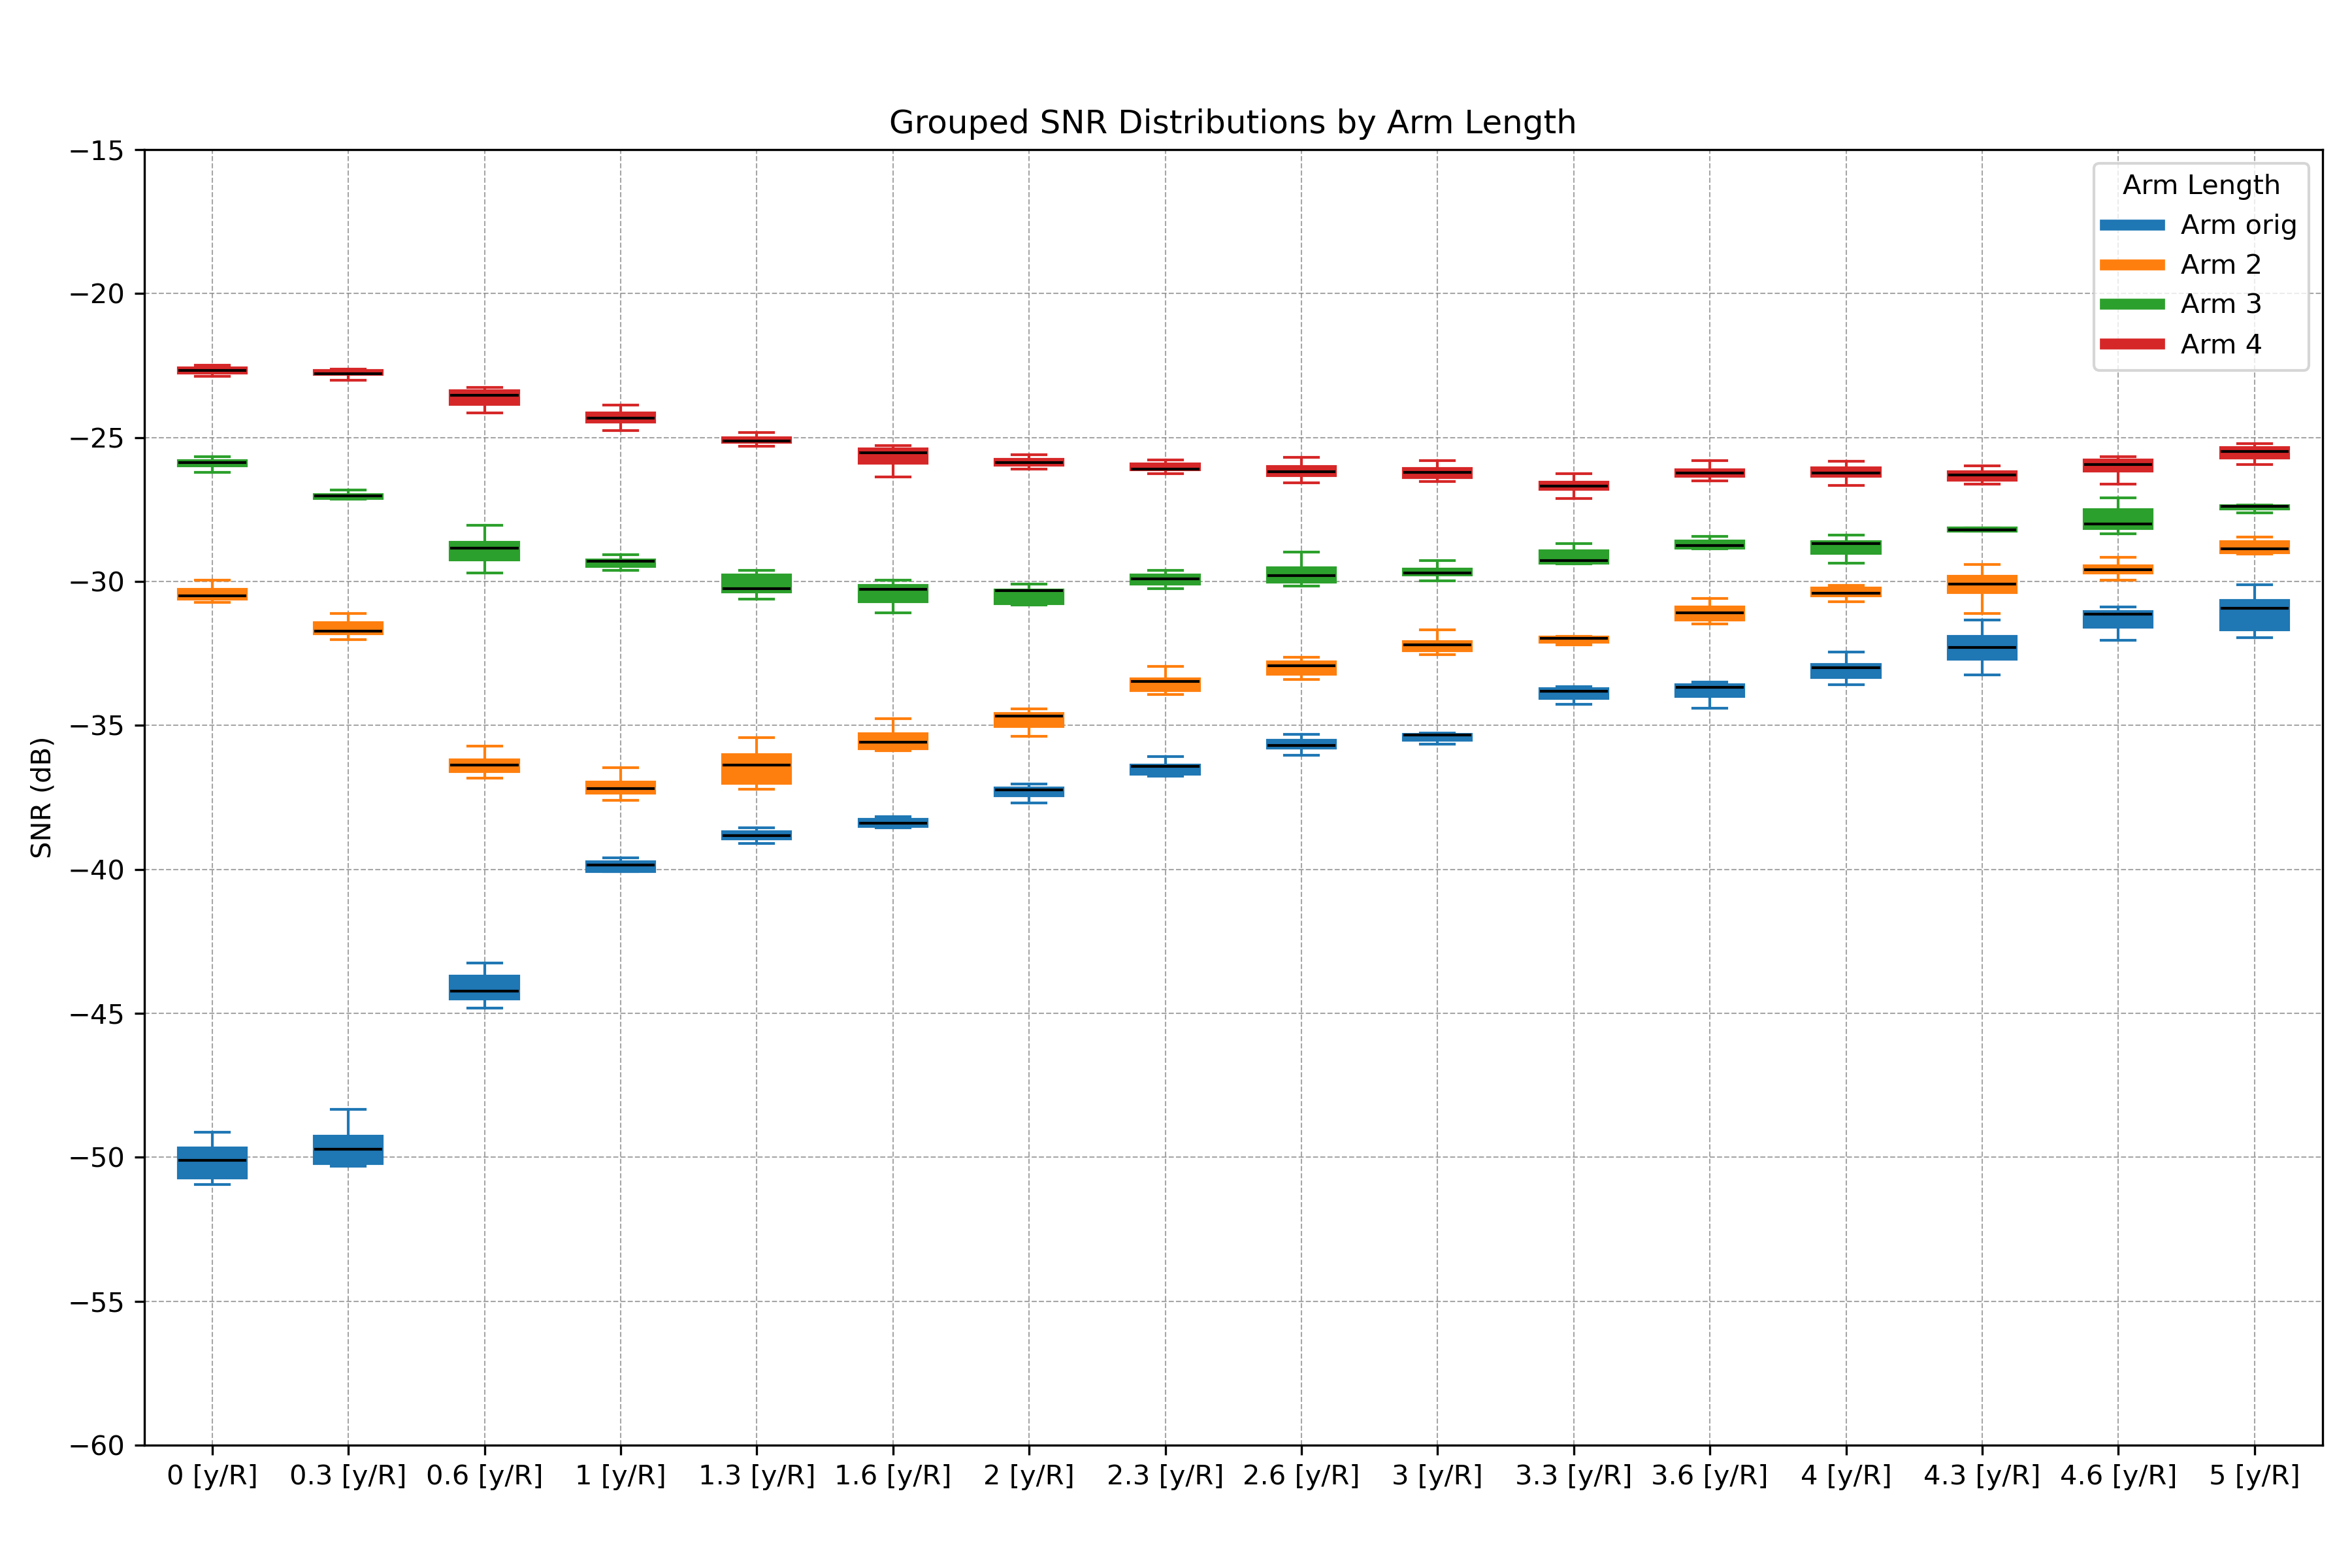 Grouped SNR Distributions by Arm Length
−15
−20
−25
−30
−35
−40
−45
−50
−55
−60
SNR (dB)
Arm Length
Arm orig
Arm 2
Arm 3
Arm 4
0 [y/R] 0.3 [y/R] 0.6 [y/R] 1 [y/R] 1.3 [y/R] 1.6 [y/R] 2 [y/R] 2.3 [y/R] 2.6 [y/R] 3 [y/R] 3.3 [y/R] 3.6 [y/R] 4 [y/R] 4.3 [y/R] 4.6 [y/R] 5 [y/R]